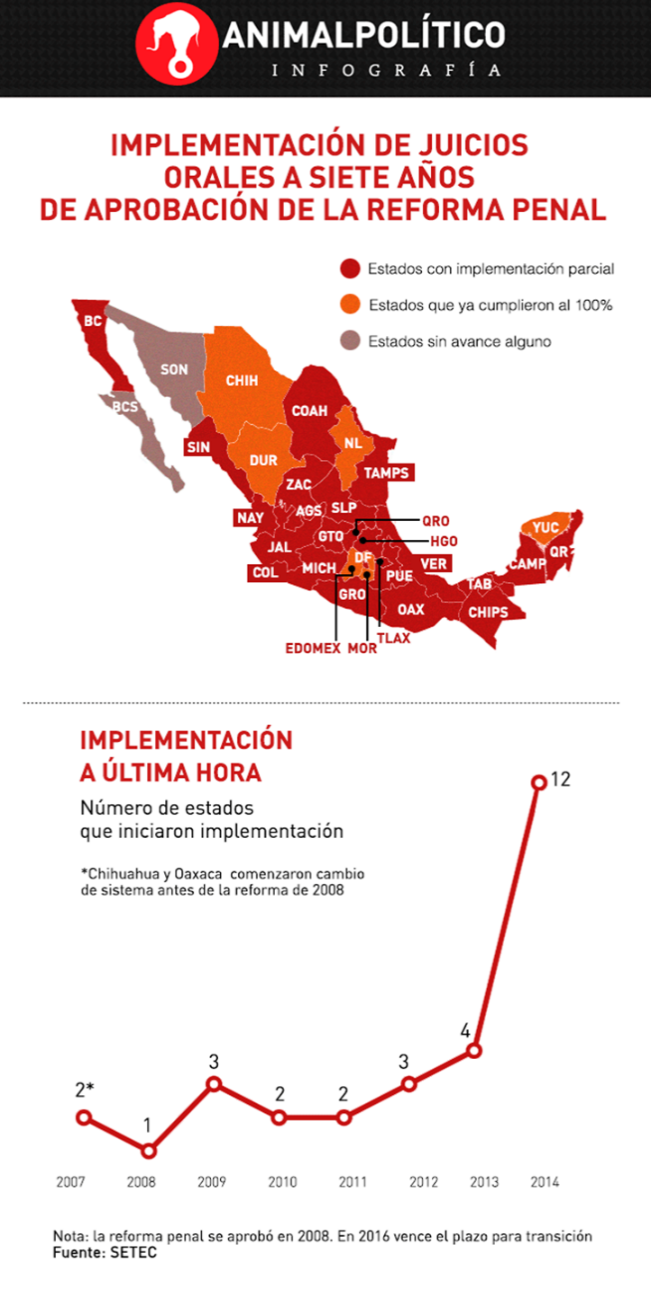 ANIMALPOLÍTICO
INFOGRAFÍA
IMPLEMENTACIÓN DE JUICIOS
ORALES A SIETE AÑOS
DE APROBACIÓN DE LA REFORMA PENAL
Estados con implementación parcial
Estados que ya cumplieron al 100%
Estados sin avance alguno
BC
SON
CHIH
BCS
COAH
SIN
DUR
NL
ZAC
TAMPS
NAY
AGS
SLP
QRO
GTO
HGO
YUC
JAL
DF
QR
COL
MICH
PUE
VER
CAMP
TAB
GRO
OAX
CHIPS
EDOMEX
MOR
TLAX
IMPLEMENTACIÓN
A ÚLTIMA HORA
Número de estados
que iniciaron implementación
*Chihuahua y Oaxaca comenzaron cambio
de sistema antes de la reforma de 2008
12
4
3
3
2*
2
2
1
2007 2008 2009 2010 2011 2012 2013 2014
Nota: la reforma penal se aprobó en 2008. En 2016 vence el plazo para transición
Fuente: SETEC